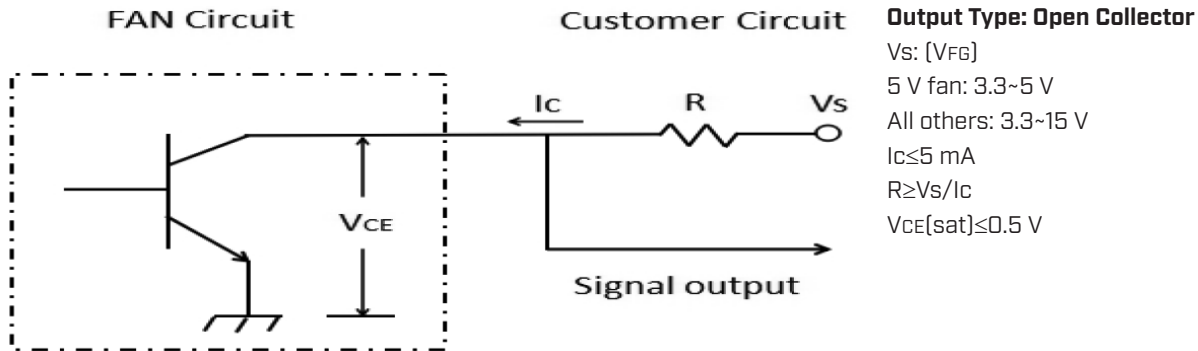 FAN Circuit
Customer Circuit
Ic
R
Vs
VCE
Signal output
Output Type: Open Collector
Vs: (VFG)
5 V fan: 3.3~5 V
All others: 3.3~15 V
Ic≤5 mA
R≥Vs/Ic
VCE(sat)≤0.5 V